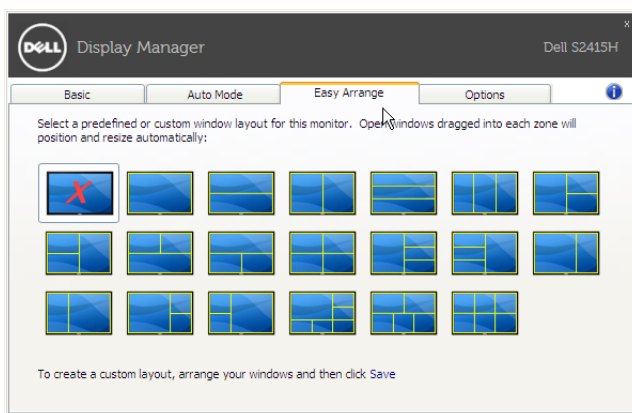 DELL Display Manager Dell S2415H
x
Basic Auto Mode Easy Arrange Options i
Select a predefined or custom window layout for this monitor. Open windows dragged into each zone will
position and resize automatically:
X
To create a custom layout, arrange your windows and then click Save